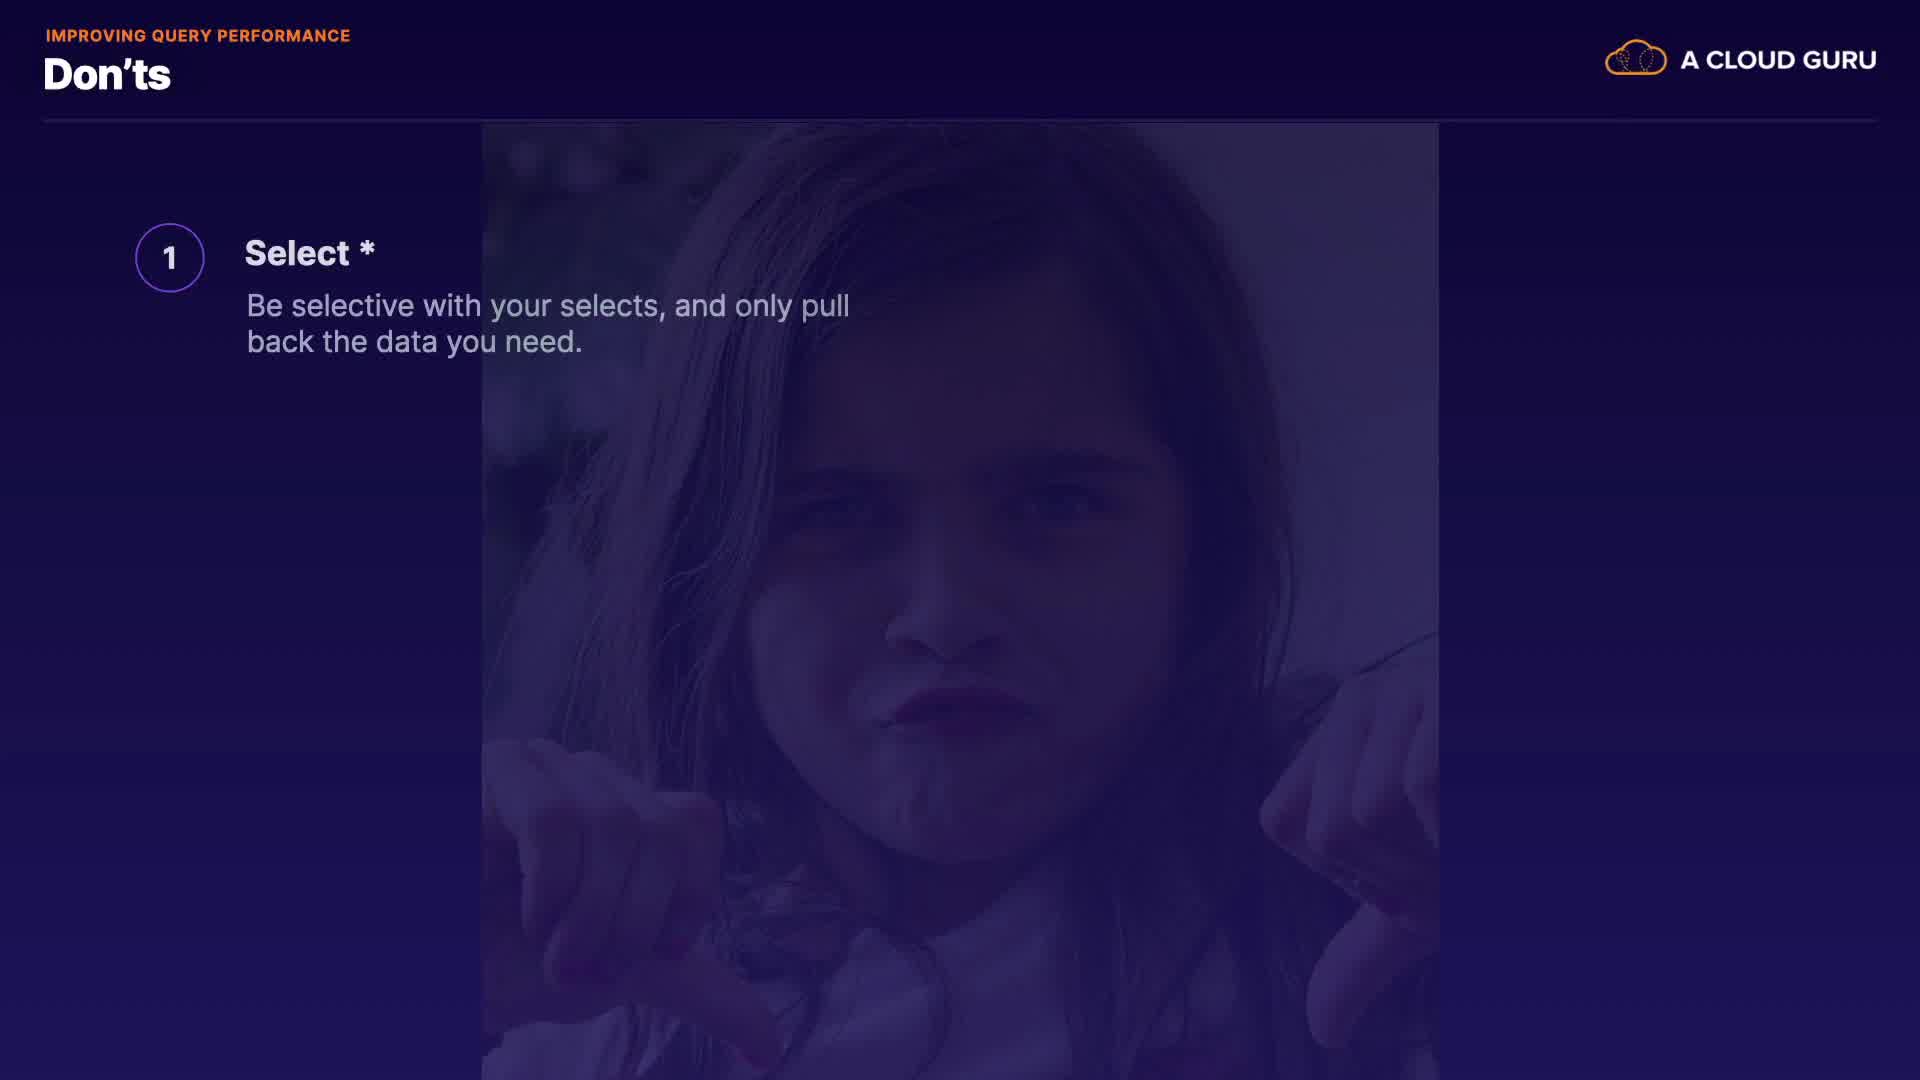 IMPROVING QUERY PERFORMANCE
Don’ts
A CLOUD GURU
1
Select *
Be selective with your selects, and only pull
back the data you need.